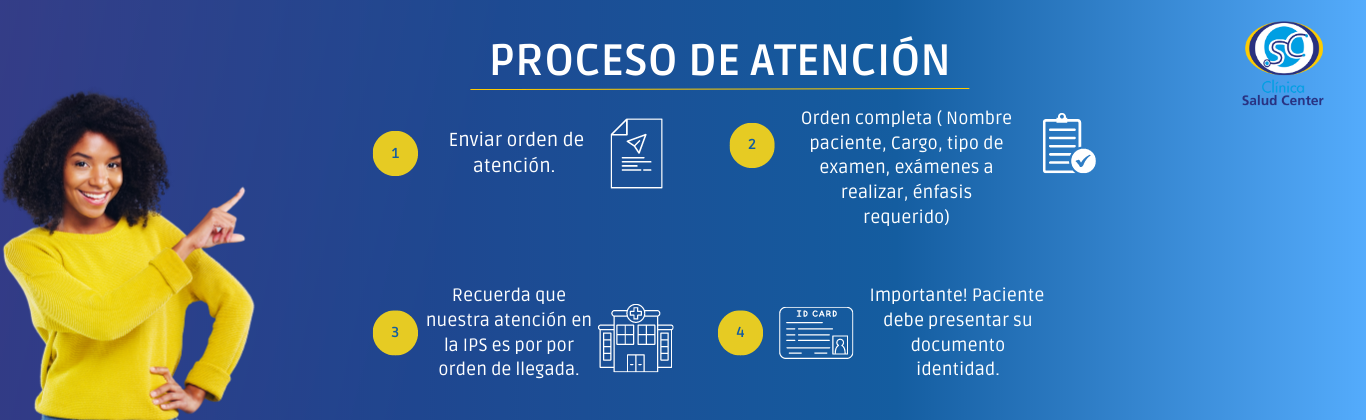 PROCESO DE ATENCIÓN
SC
Clínica
Salud Center
1
Enviar orden de
atención.
2
Orden completa ( Nombre
paciente, Cargo, tipo de
examen, exámenes a
realizar, énfasis
requerido)
3
Recuerda que
nuestra atención en
la IPS es por por
orden de llegada.
4
ID CARD
Importante! Paciente
debe presentar su
documento
identidad.